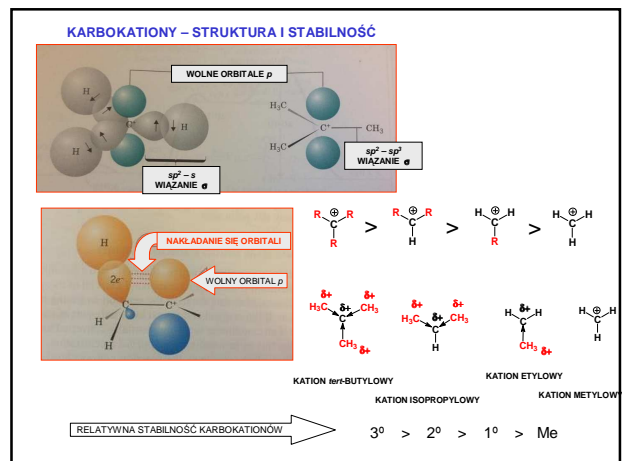 KARBOKATIONY – STRUKTURA I STABILNOŚĆ
WOLNE ORBITALE p
H
C⁺
H
H
H₃C
C⁺ — CH₃
H₃C
sp² – s
WIĄZANIE σ
sp² – sp³
WIĄZANIE σ
R ⊕ R
C
R
>
R ⊕ R
C
H
>
H ⊕ H
C
R
>
H ⊕ H
C
H
NAKŁADANIE SIĘ ORBITALI
H
2e⁻
WOLNY ORBITAL p
C
C⁺
H
H
δ+ δ+ δ+
H₃C C CH₃
CH₃ δ+
δ+ δ+ δ+
H₃C C CH₃
H
δ+
H C H
CH₃ δ+
H ⊕ H
C
H
KATION tert-BUTYLOWY
KATION ISOPROPYLOWY
KATION ETYLOWY
KATION METYLOWY
RELATYWNA STABILNOŚĆ KARBOKATIONÓW
3º > 2º > 1º > Me